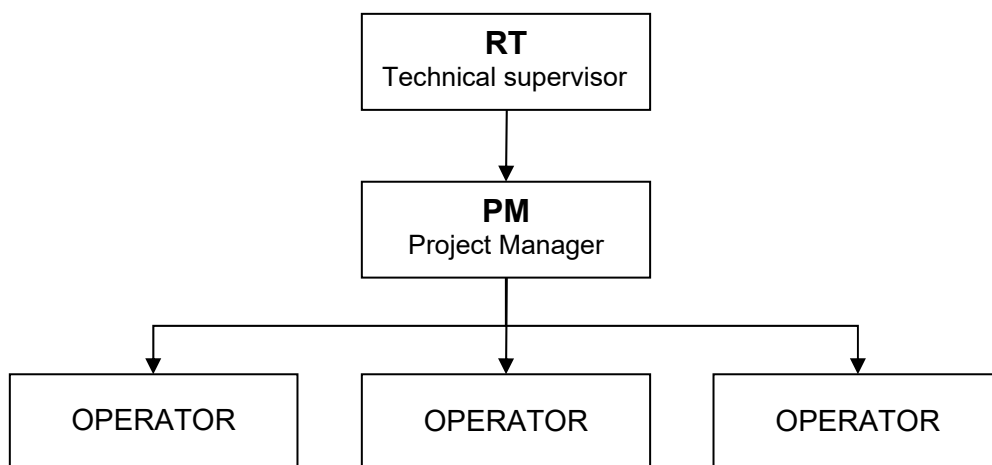 RT
Technical supervisor
PM
Project Manager
OPERATOR
OPERATOR
OPERATOR